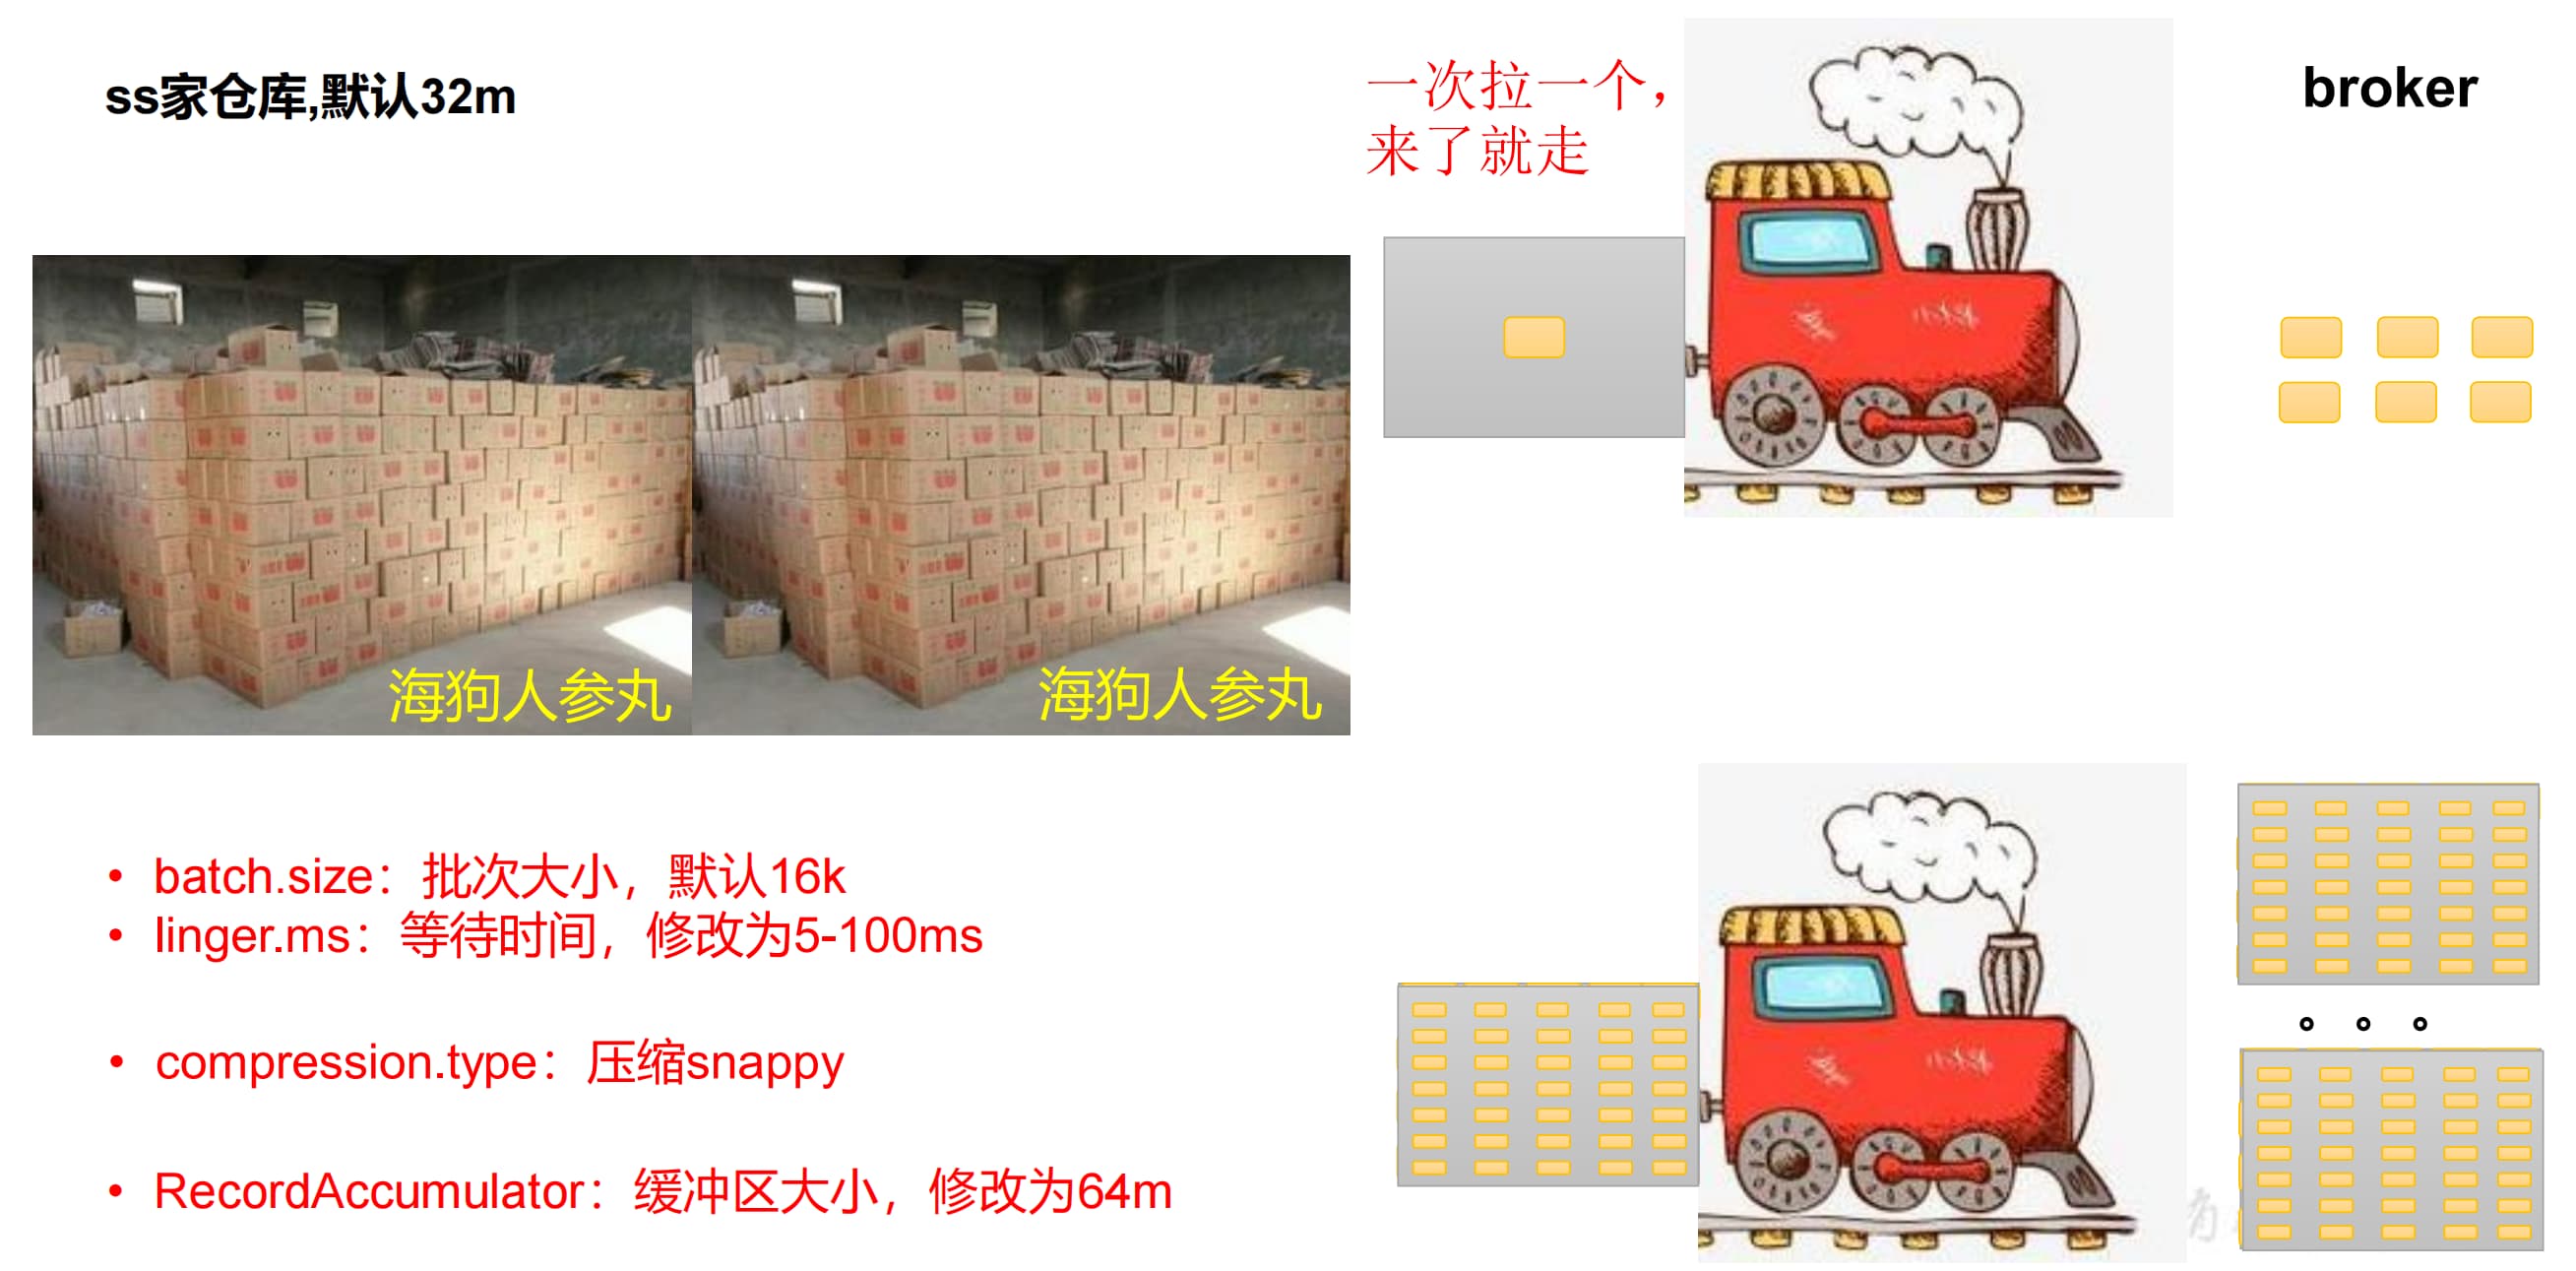 ss家仓库,默认32m
一次拉一个，
来了就走
broker
海狗人参丸
海狗人参丸
• batch.size：批次大小，默认16k
• linger.ms：等待时间，修改为5-100ms
• compression.type：压缩snappy
• RecordAccumulator：缓冲区大小，修改为64m